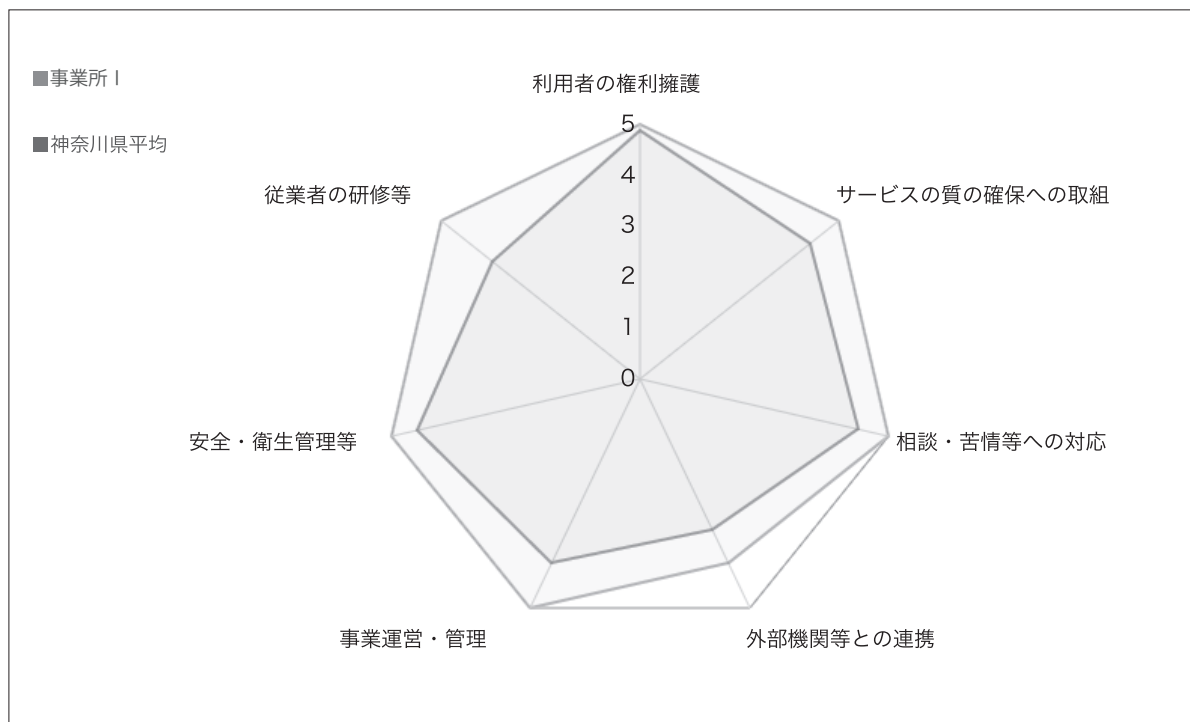 ■事業所 I
■神奈川県平均
利用者の権利擁護
サービスの質の確保への取組
相談・苦情等への対応
外部機関等との連携
事業運営・管理
安全・衛生管理等
従業者の研修等
5
4
3
2
1
0